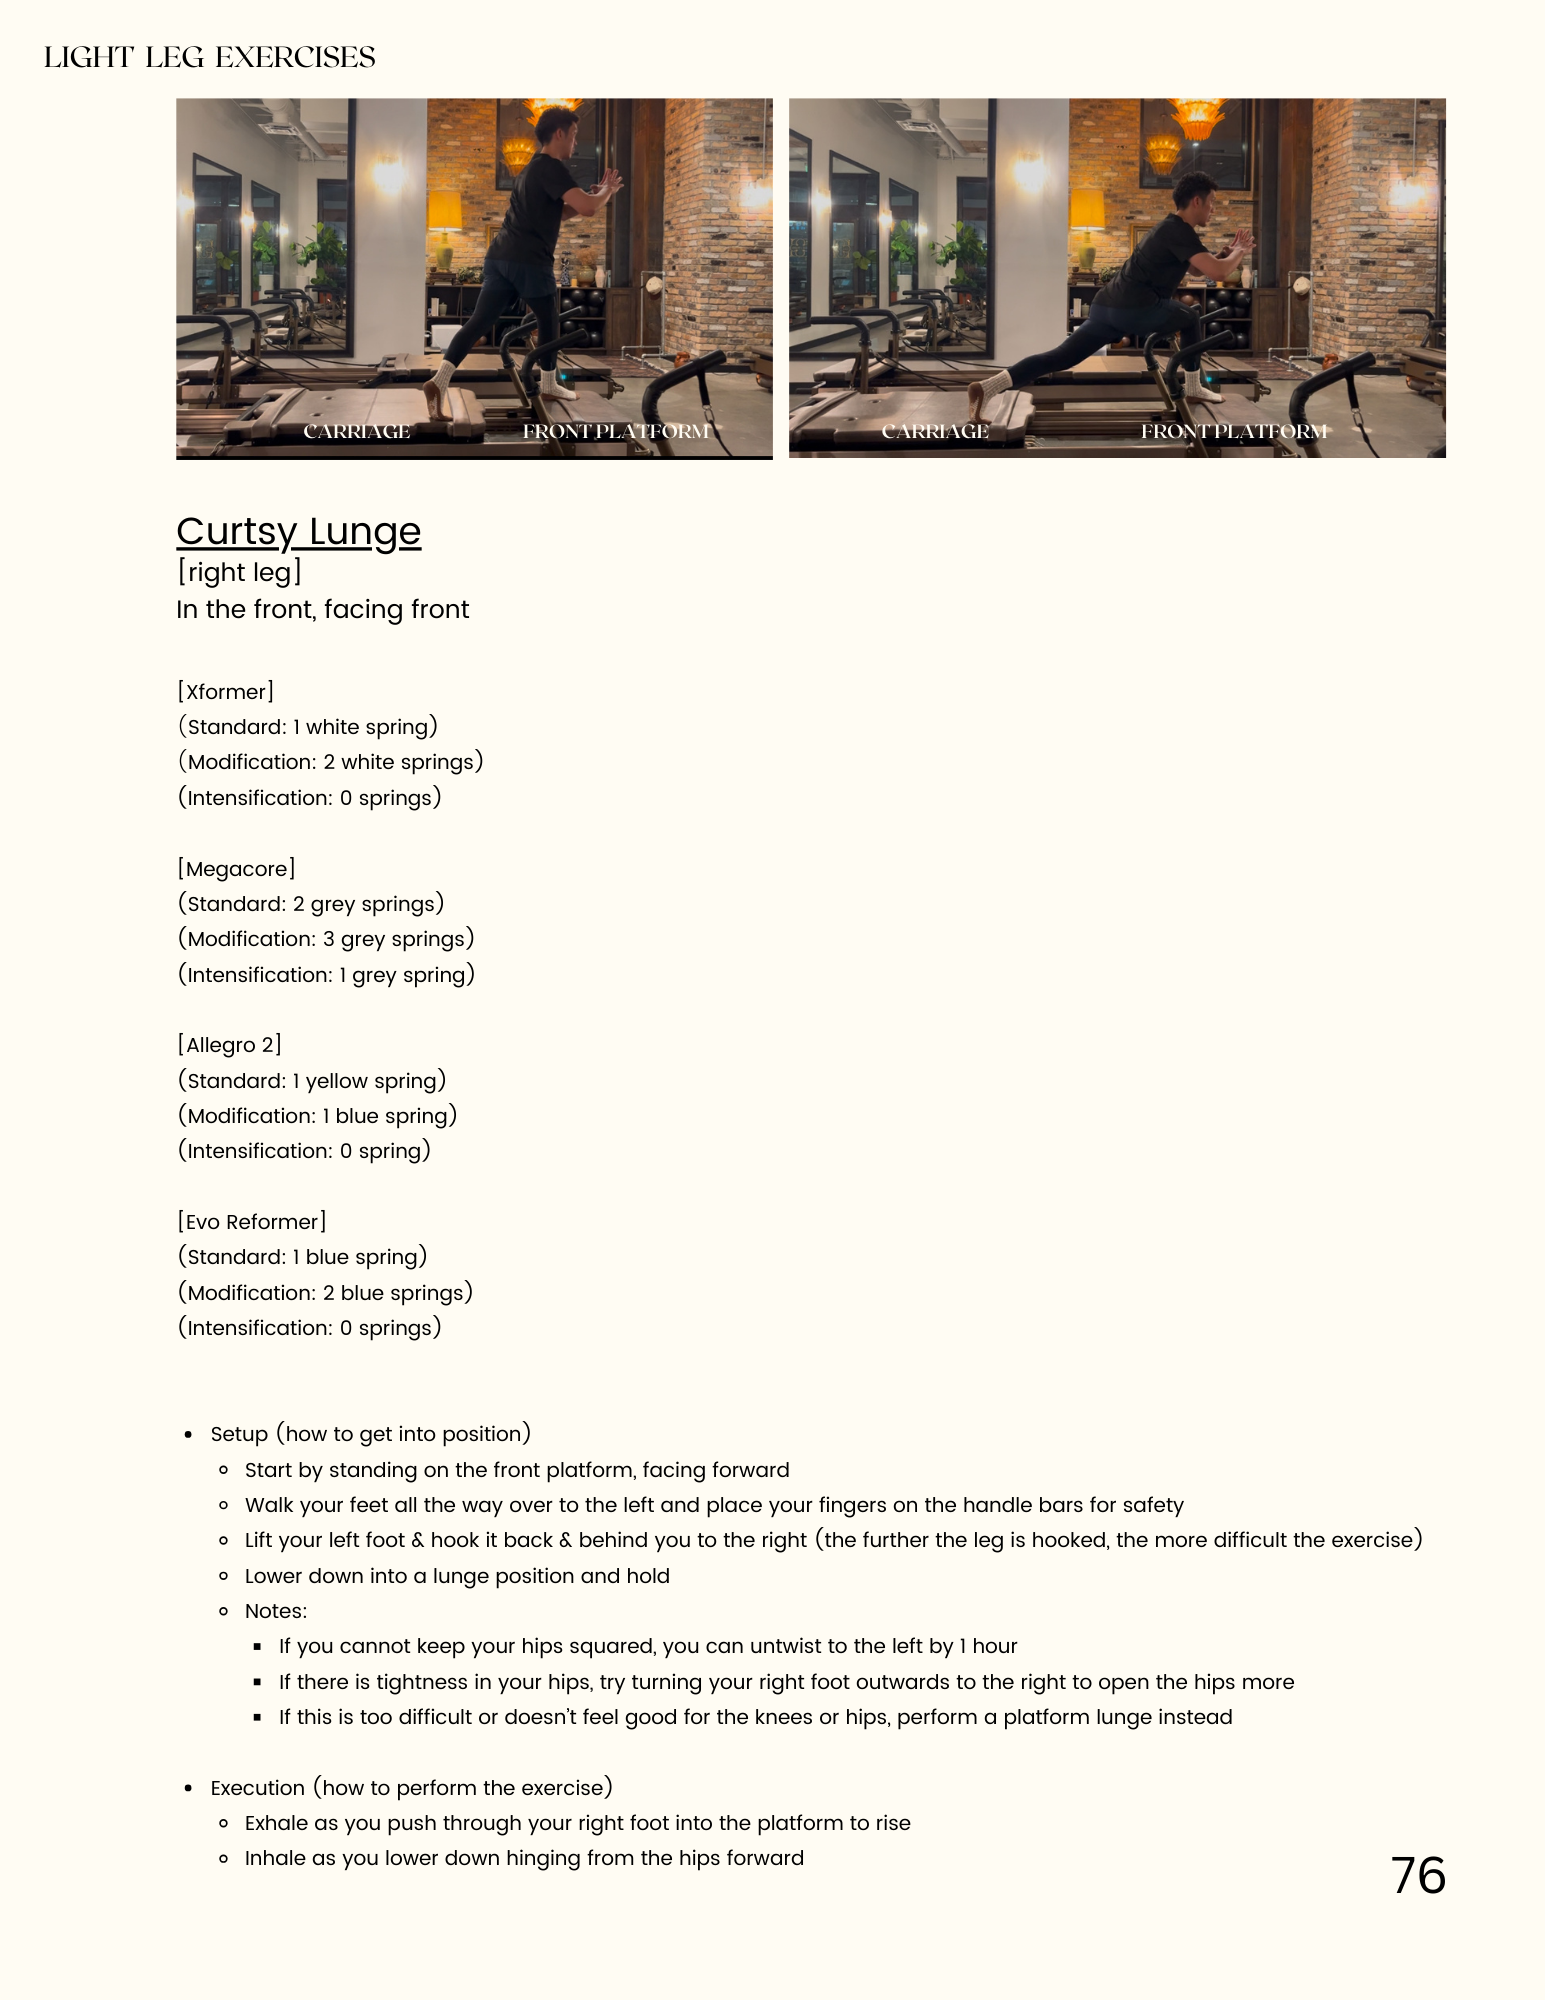 LIGHT LEG EXERCISES
CARRIAGE
FRONT PLATFORM
CARRIAGE
FRONT PLATFORM
Curtsy Lunge
[right leg]
In the front, facing front
[Xformer]
(Standard: 1 white spring)
(Modification: 2 white springs)
(Intensification: 0 springs)
[Megacore]
(Standard: 2 grey springs)
(Modification: 3 grey springs)
(Intensification: 1 grey spring)
[Allegro 2]
(Standard: 1 yellow spring)
(Modification: 1 blue spring)
(Intensification: 0 spring)
[Evo Reformer]
(Standard: 1 blue spring)
(Modification: 2 blue springs)
(Intensification: 0 springs)
• Setup (how to get into position)
◦ Start by standing on the front platform, facing forward
◦ Walk your feet all the way over to the left and place your fingers on the handle bars for safety
◦ Lift your left foot & hook it back & behind you to the right (the further the leg is hooked, the more difficult the exercise)
◦ Lower down into a lunge position and hold
◦ Notes:
▪ If you cannot keep your hips squared, you can untwist to the left by 1 hour
▪ If there is tightness in your hips, try turning your right foot outwards to the right to open the hips more
▪ If this is too difficult or doesn't feel good for the knees or hips, perform a platform lunge instead
• Execution (how to perform the exercise)
◦ Exhale as you push through your right foot into the platform to rise
◦ Inhale as you lower down hinging from the hips forward
76